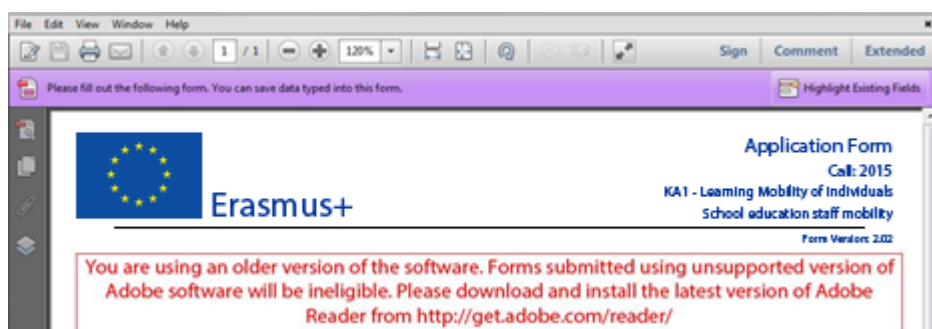 File Edit View Window Help
1 / 1 120% Sign Comment Extended
Please fill out the following form. You can save data typed into this form. Highlight Existing Fields
Application Form
Call: 2015
Erasmus+
KA1 - Learning Mobility of Individuals
School education staff mobility
Form Version: 2.02
You are using an older version of the software. Forms submitted using unsupported version of
Adobe software will be ineligible. Please download and install the latest version of Adobe
Reader from http://get.adobe.com/reader/